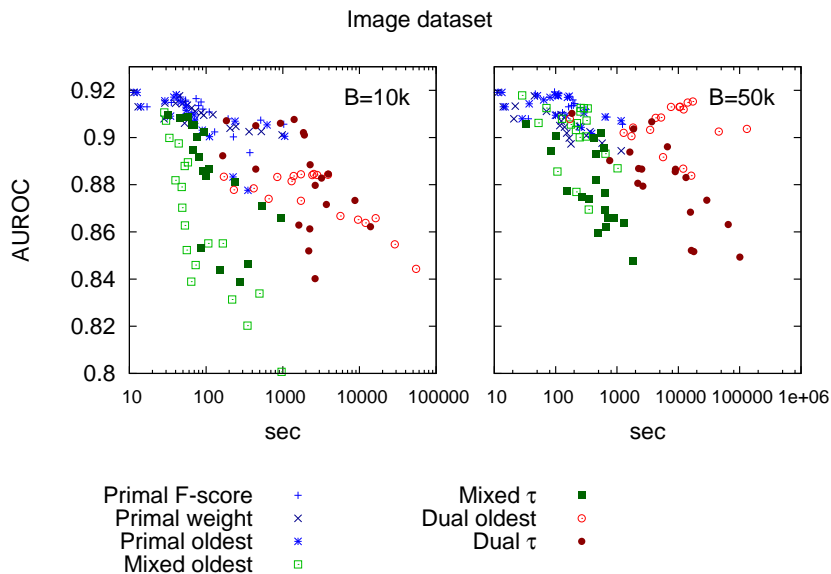 Image dataset
AUROC
0.92
0.9
0.88
0.86
0.84
0.82
0.8
B=10k
B=50k
10 100 1000 10000 100000
10 100 1000 10000 100000 1e+06
sec
sec
Primal F-score
Primal weight
Primal oldest
Mixed oldest
Mixed τ
Dual oldest
Dual τ